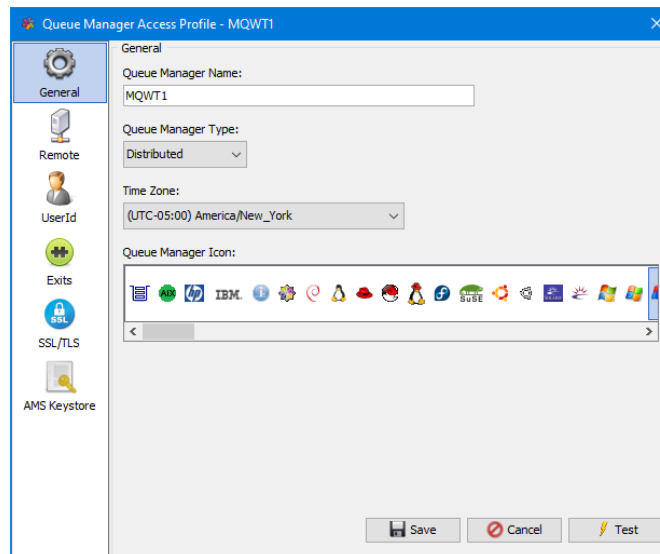 Queue Manager Access Profile - MQWT1
General
General
Queue Manager Name:
MQWT1
Queue Manager Type:
Distributed
Remote
Time Zone:
(UTC-05:00) America/New_York
UserId
Queue Manager Icon:
AIX hp IBM. i SuSE
Exits
SSL
SSL/TLS
AMS Keystore
Save Cancel Test